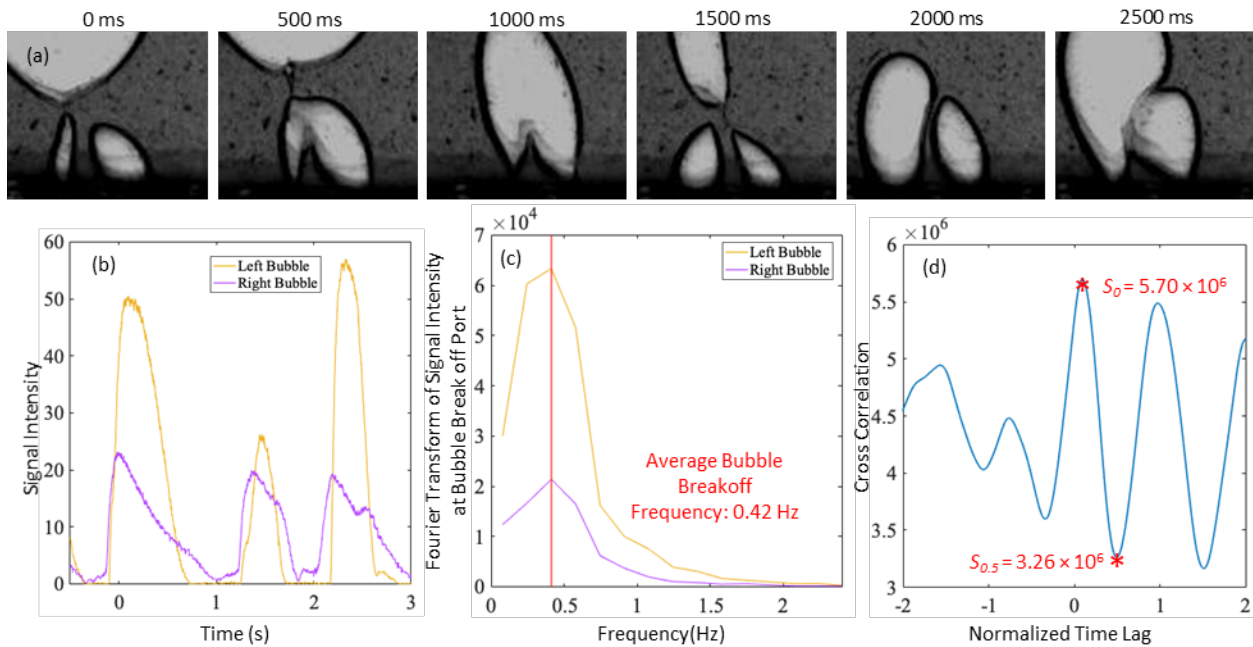 0 ms
500 ms
1000 ms
1500 ms
2000 ms
2500 ms
(a)
(b)
Left Bubble
Right Bubble
60
50
40
30
20
10
0
0
1
2
3
Signal Intensity
Time (s)
(c)
× 10⁴
Left Bubble
Right Bubble
7
6
5
4
3
2
1
0
0
0.5
1
1.5
2
Fourier Transform of Signal Intensity
at Bubble Break off Port
Average Bubble
Breakoff
Frequency: 0.42 Hz
Frequency(Hz)
(d)
× 10⁶
6
5.5
5
4.5
4
3.5
3
-2
-1
0
1
2
Cross Correlation
S₀ = 5.70 × 10⁶
S₀.₅ = 3.26 × 10⁶
Normalized Time Lag